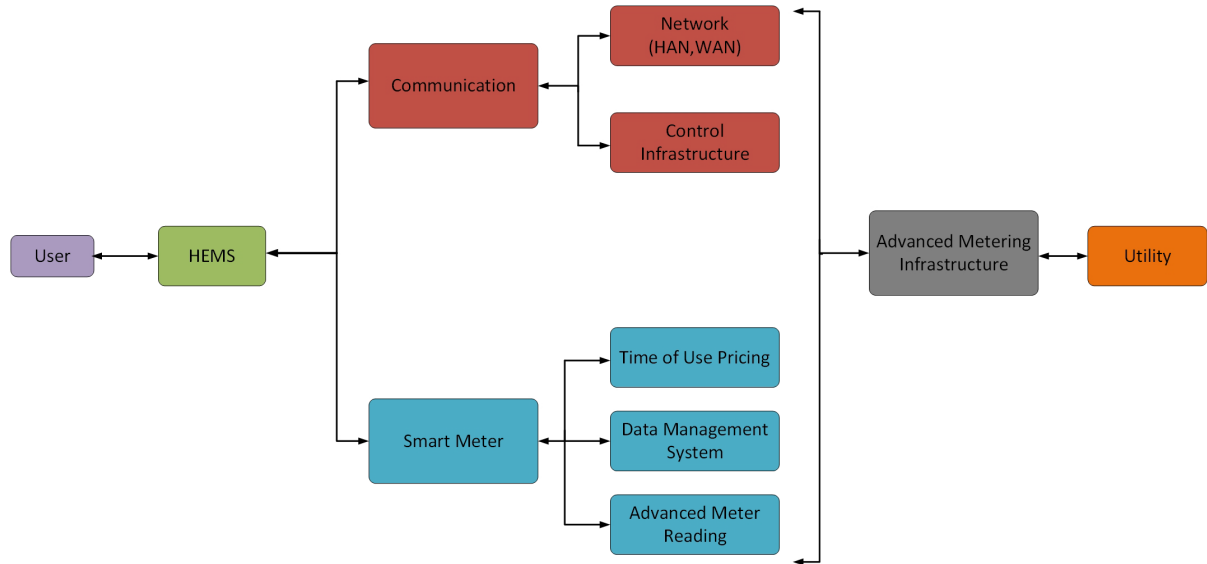 User
HEMS
Communication
Network
(HAN,WAN)
Control
Infrastructure
Smart Meter
Time of Use Pricing
Data Management
System
Advanced Meter
Reading
Advanced Metering
Infrastructure
Utility